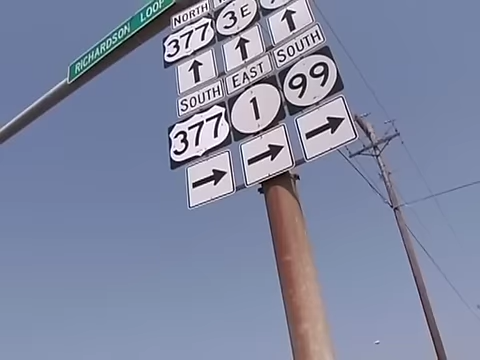 RICHARDSON LOOP
NORTH
377 3E
SOUTH EAST SOUTH
377 1 99